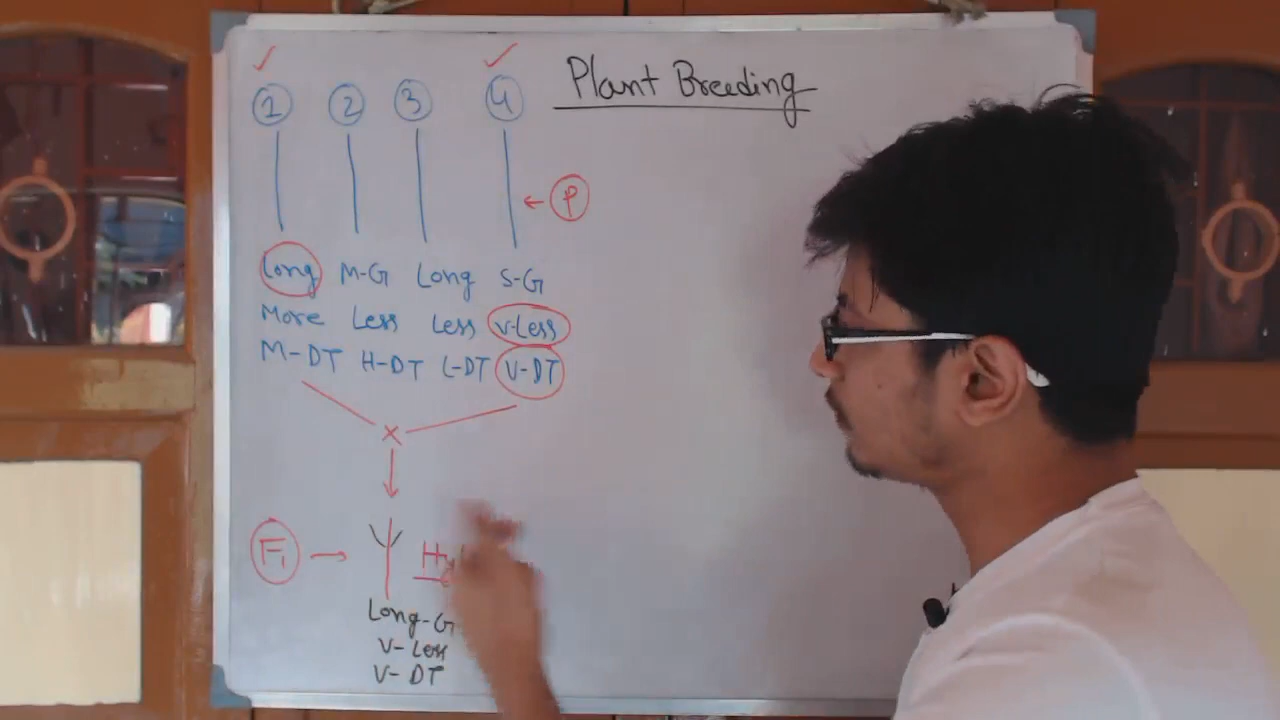 Plant Breeding
1 2 3 4
P
Long M-G Long S-G
More Less Less V-Less
M-DT H-DT L-DT V-DT
X
F1
Long-G
V-Less
V-DT